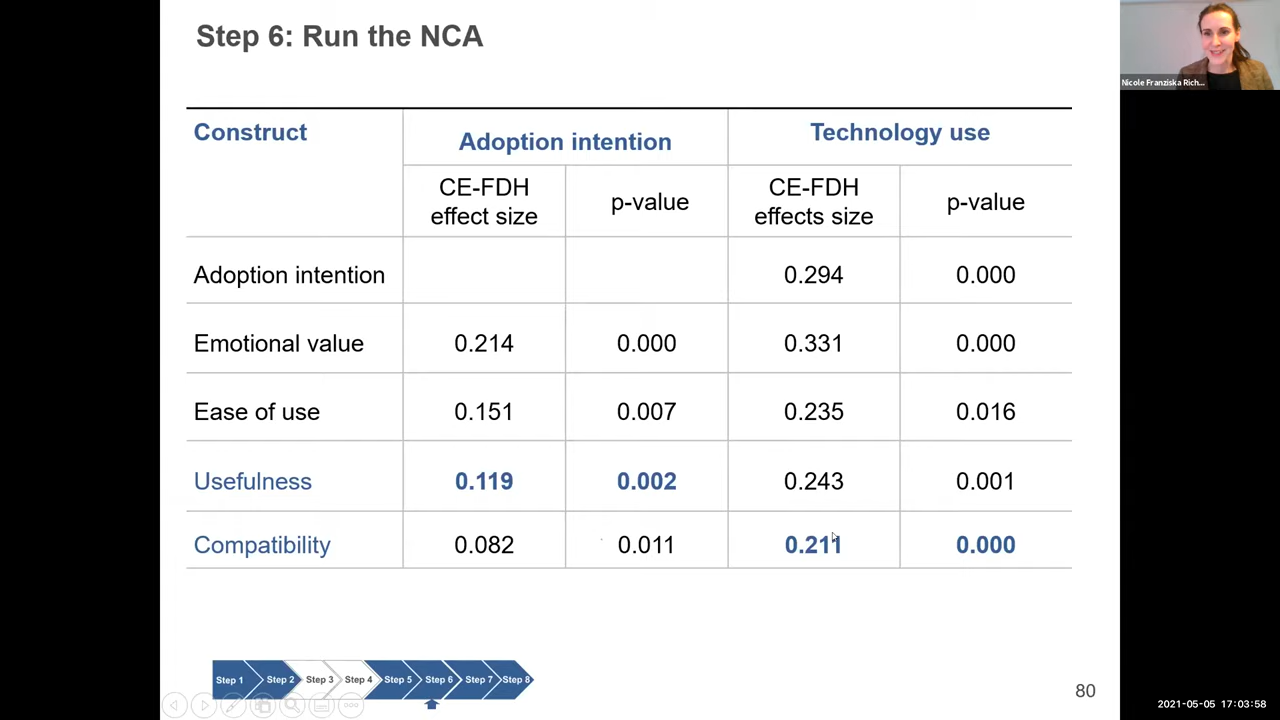 Step 6: Run the NCA
Nicole Franziska Rich...
Construct
Adoption intention
Technology use
CE-FDH
effect size
p-value
CE-FDH
effects size
p-value
Adoption intention 0.294 0.000
Emotional value 0.214 0.000 0.331 0.000
Ease of use 0.151 0.007 0.235 0.016
Usefulness 0.119 0.002 0.243 0.001
Compatibility 0.082 0.011 0.211 0.000
Step 1 Step 2 Step 3 Step 4 Step 5 Step 6 Step 7 Step 8
80
2021-05-05 17:03:58